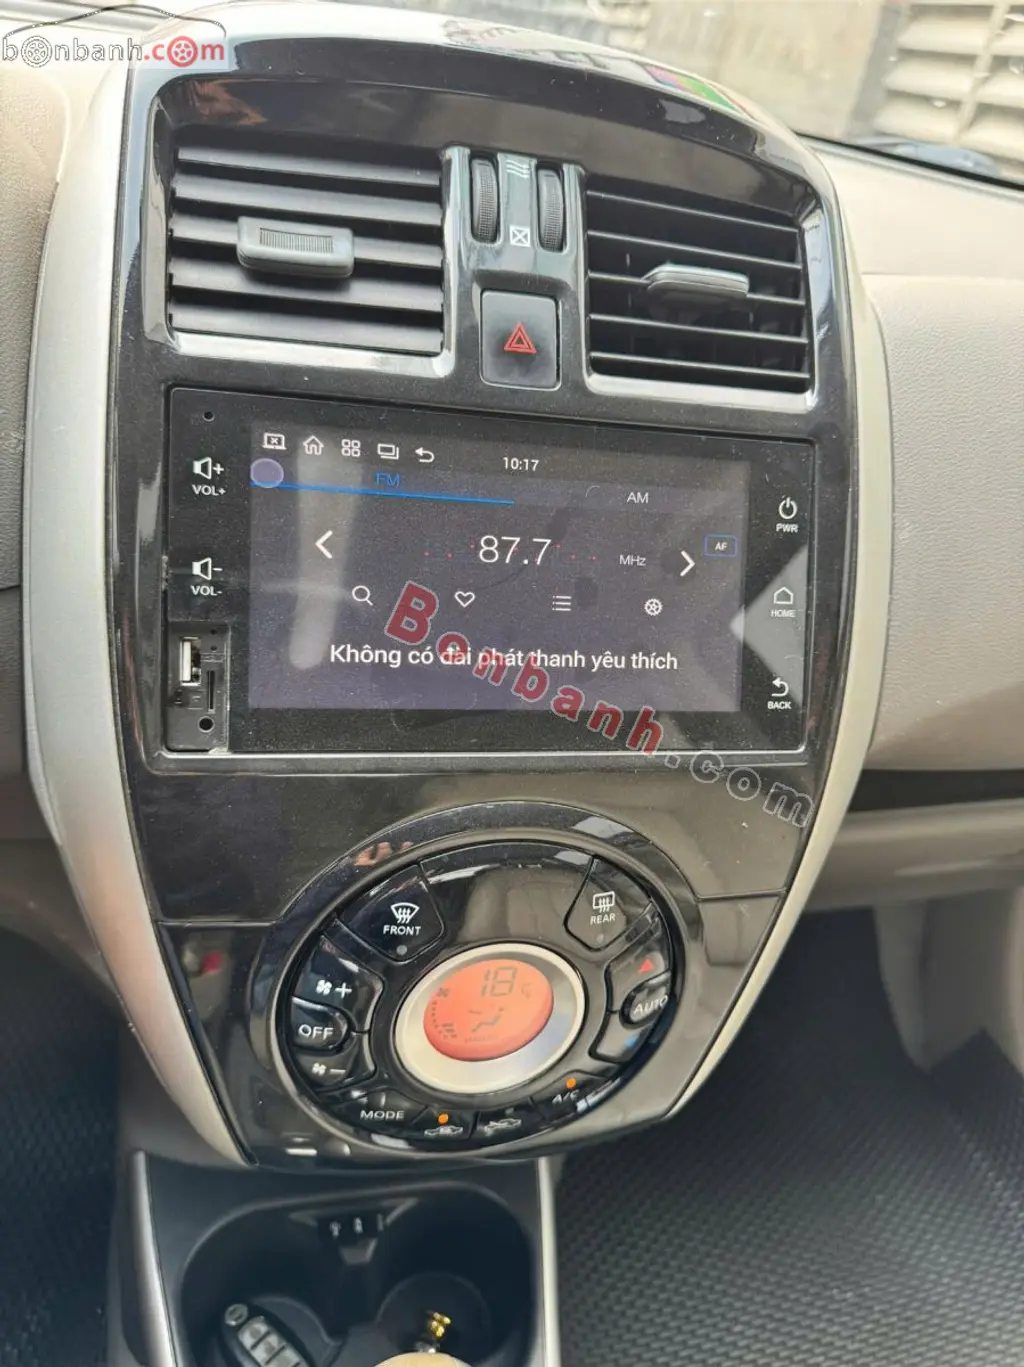 bonbanh.com
10:17
VOL+
FM
AM
PWR
87.7
MHz
AF
VOL-
HOME
Không có đài phát thanh yêu thích
BACK
Bonbanh.com
FRONT
REAR
18°C
AUTO
OFF
MODE
A/C